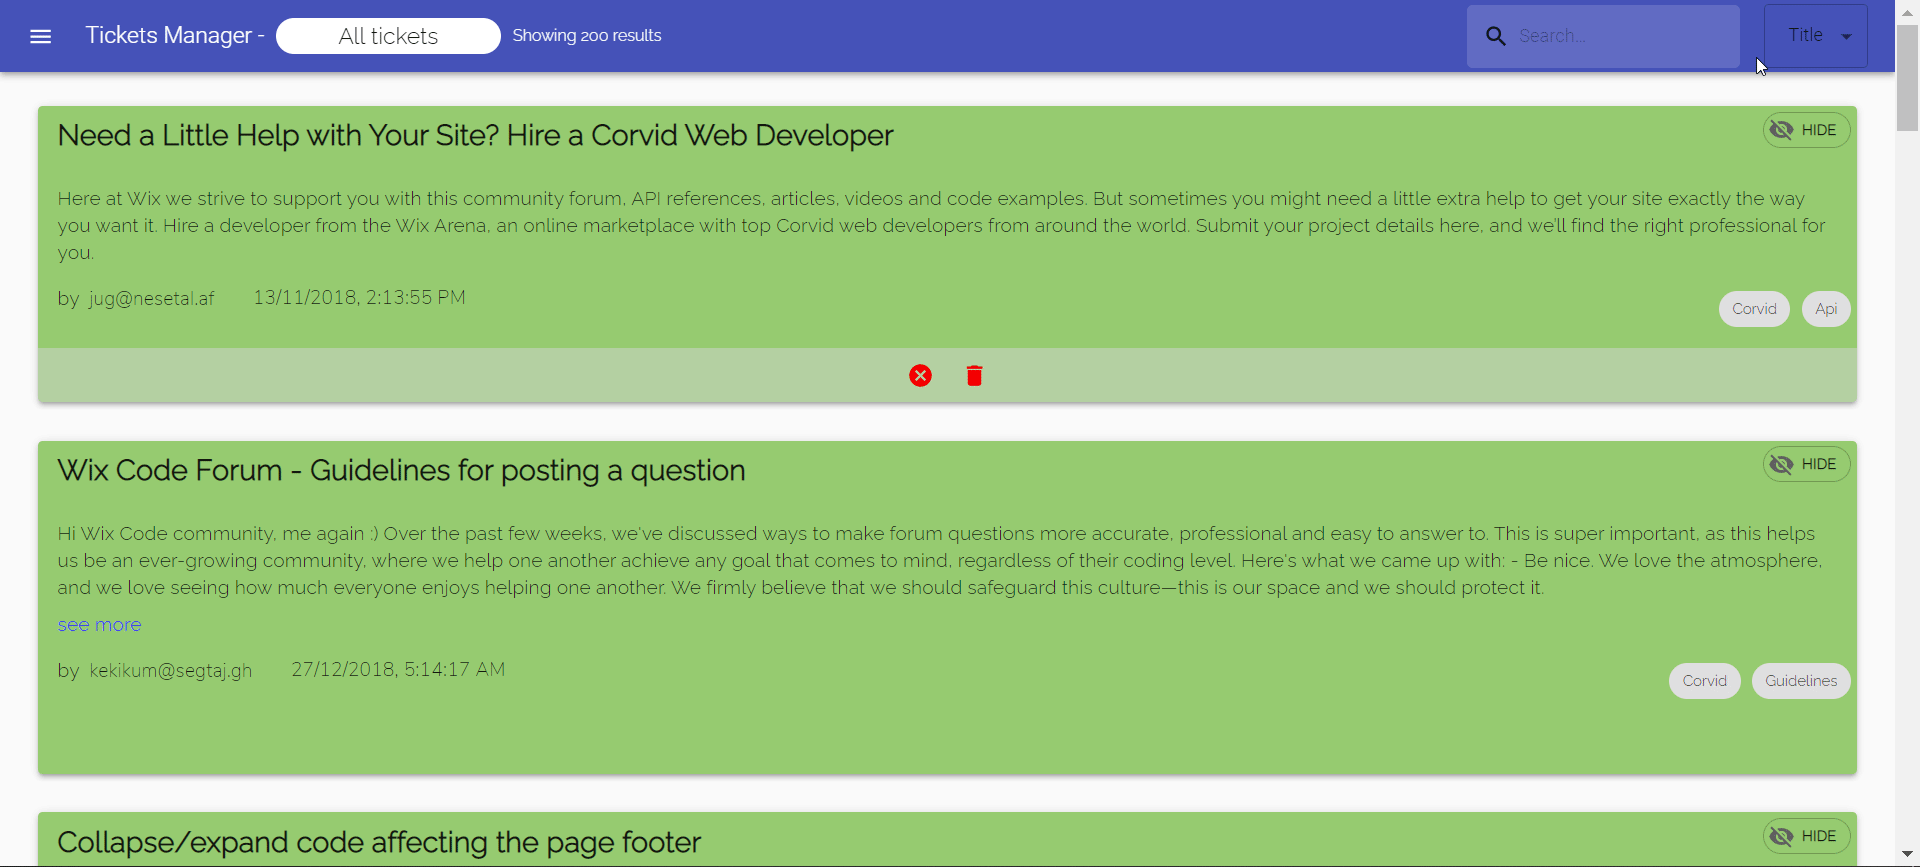 Tickets Manager - All tickets Showing 200 results Search... Title
Need a Little Help with Your Site? Hire a Corvid Web Developer HIDE
Here at Wix we strive to support you with this community forum, API references, articles, videos and code examples. But sometimes you might need a little extra help to get your site exactly the way
you want it. Hire a developer from the Wix Arena, an online marketplace with top Corvid web developers from around the world. Submit your project details here, and we'll find the right professional for
you.
by jug@nesetal.af 13/11/2018, 2:13:55 PM
Corvid Api
Wix Code Forum - Guidelines for posting a question HIDE
Hi Wix Code community, me again :) Over the past few weeks, we've discussed ways to make forum questions more accurate, professional and easy to answer to. This is super important, as this helps
us be an ever-growing community, where we help one another achieve any goal that comes to mind, regardless of their coding level. Here's what we came up with: - Be nice. We love the atmosphere,
and we love seeing how much everyone enjoys helping one another. We firmly believe that we should safeguard this culture—this is our space and we should protect it.
see more
by kekikum@segtaj.gh 27/12/2018, 5:14:17 AM
Corvid Guidelines
Collapse/expand code affecting the page footer HIDE